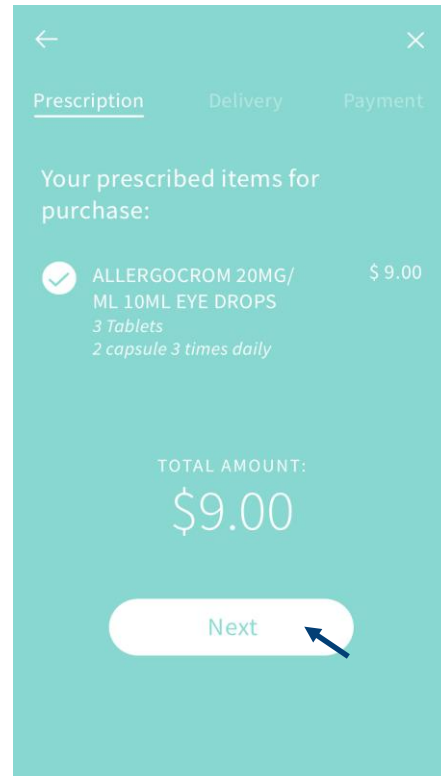 Prescription Delivery Payment
Your prescribed items for
purchase:
ALLERGOCROM 20MG/ $ 9.00
ML 10ML EYE DROPS
3 Tablets
2 capsule 3 times daily
TOTAL AMOUNT:
$9.00
Next